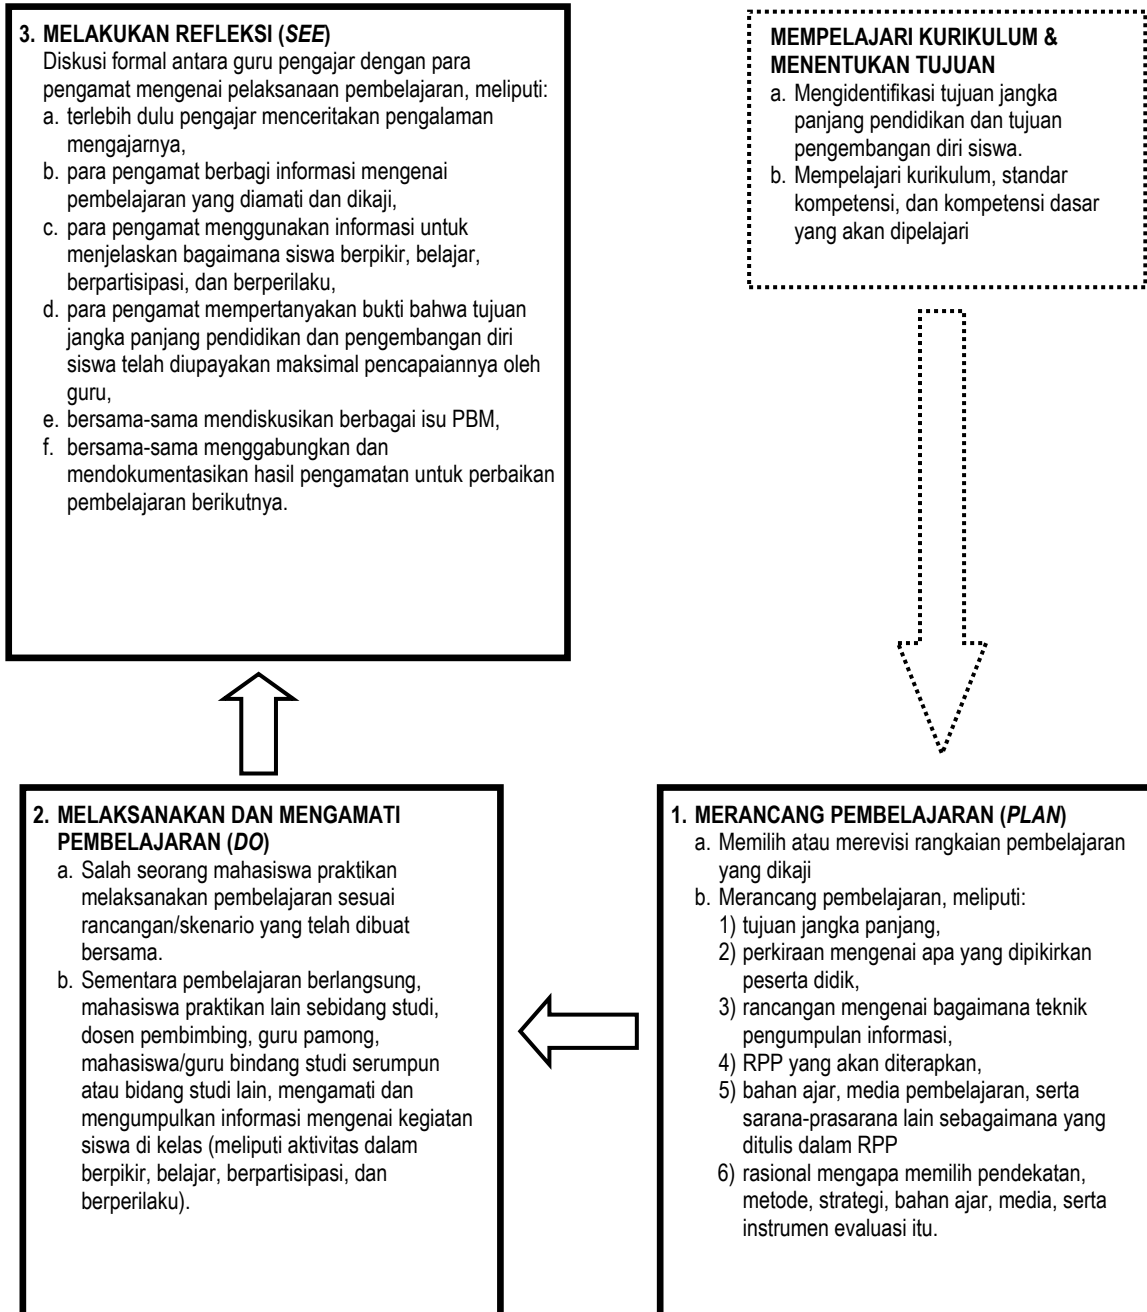 3. MELAKUKAN REFLEKSI (SEE)
Diskusi formal antara guru pengajar dengan para
pengamat mengenai pelaksanaan pembelajaran, meliputi:
a. terlebih dulu pengajar menceritakan pengalaman
mengajarnya,
b. para pengamat berbagi informasi mengenai
pembelajaran yang diamati dan dikaji,
c. para pengamat menggunakan informasi untuk
menjelaskan bagaimana siswa berpikir, belajar,
berpartisipasi, dan berperilaku,
d. para pengamat mempertanyakan bukti bahwa tujuan
jangka panjang pendidikan dan pengembangan diri
siswa telah diupayakan maksimal pencapaiannya oleh
guru,
e. bersama-sama mendiskusikan berbagai isu PBM,
f. bersama-sama menggabungkan dan
mendokumentasikan hasil pengamatan untuk perbaikan
pembelajaran berikutnya.
MEMPELAJARI KURIKULUM &
MENENTUKAN TUJUAN
a. Mengidentifikasi tujuan jangka
panjang pendidikan dan tujuan
pengembangan diri siswa.
b. Mempelajari kurikulum, standar
kompetensi, dan kompetensi dasar
yang akan dipelajari
2. MELAKSANAKAN DAN MENGAMATI
PEMBELAJARAN (DO)
a. Salah seorang mahasiswa praktikan
melaksanakan pembelajaran sesuai
rancangan/skenario yang telah dibuat
bersama.
b. Sementara pembelajaran berlangsung,
mahasiswa praktikan lain sebidang studi,
dosen pembimbing, guru pamong,
mahasiswa/guru bindang studi serumpun
atau bidang studi lain, mengamati dan
mengumpulkan informasi mengenai kegiatan
siswa di kelas (meliputi aktivitas dalam
berpikir, belajar, berpartisipasi, dan
berperilaku).
1. MERANCANG PEMBELAJARAN (PLAN)
a. Memilih atau merevisi rangkaian pembelajaran
yang dikaji
b. Merancang pembelajaran, meliputi:
1) tujuan jangka panjang,
2) perkiraan mengenai apa yang dipikirkan
peserta didik,
3) rancangan mengenai bagaimana teknik
pengumpulan informasi,
4) RPP yang akan diterapkan,
5) bahan ajar, media pembelajaran, serta
sarana-prasarana lain sebagaimana yang
ditulis dalam RPP
6) rasional mengapa memilih pendekatan,
metode, strategi, bahan ajar, media, serta
instrumen evaluasi itu.